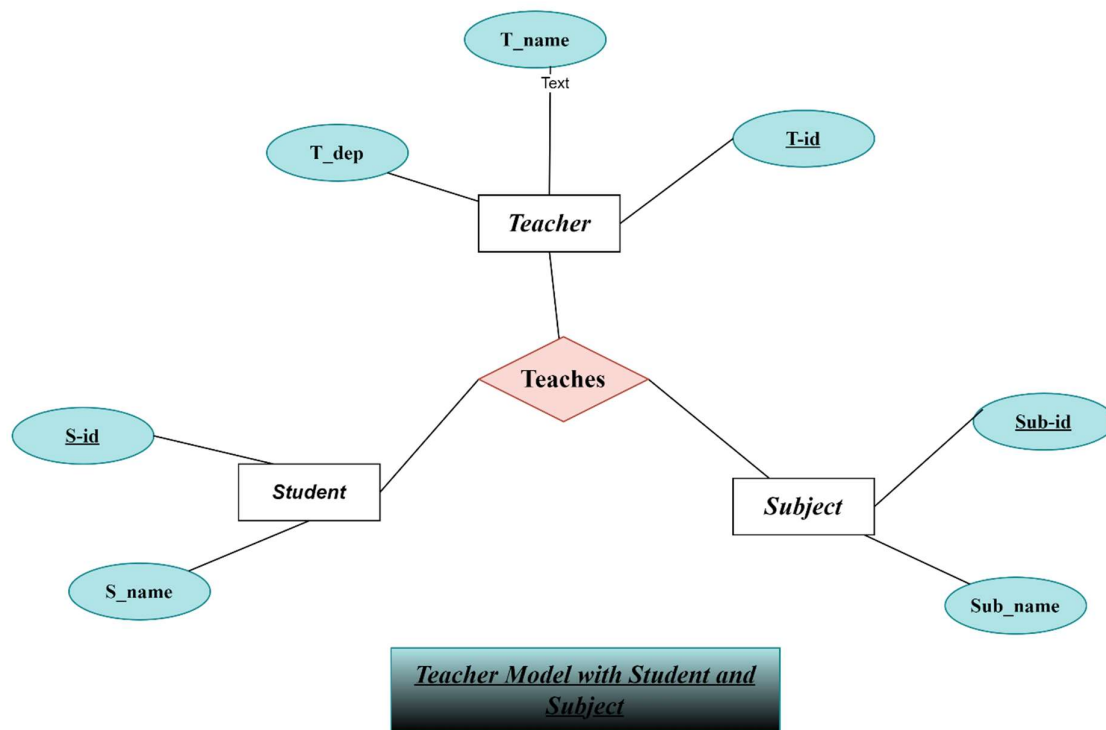 T_name
Text
T-id
T_dep
Teacher
Teaches
S-id
Sub-id
Student
Subject
S_name
Sub_name
Teacher Model with Student and
Subject